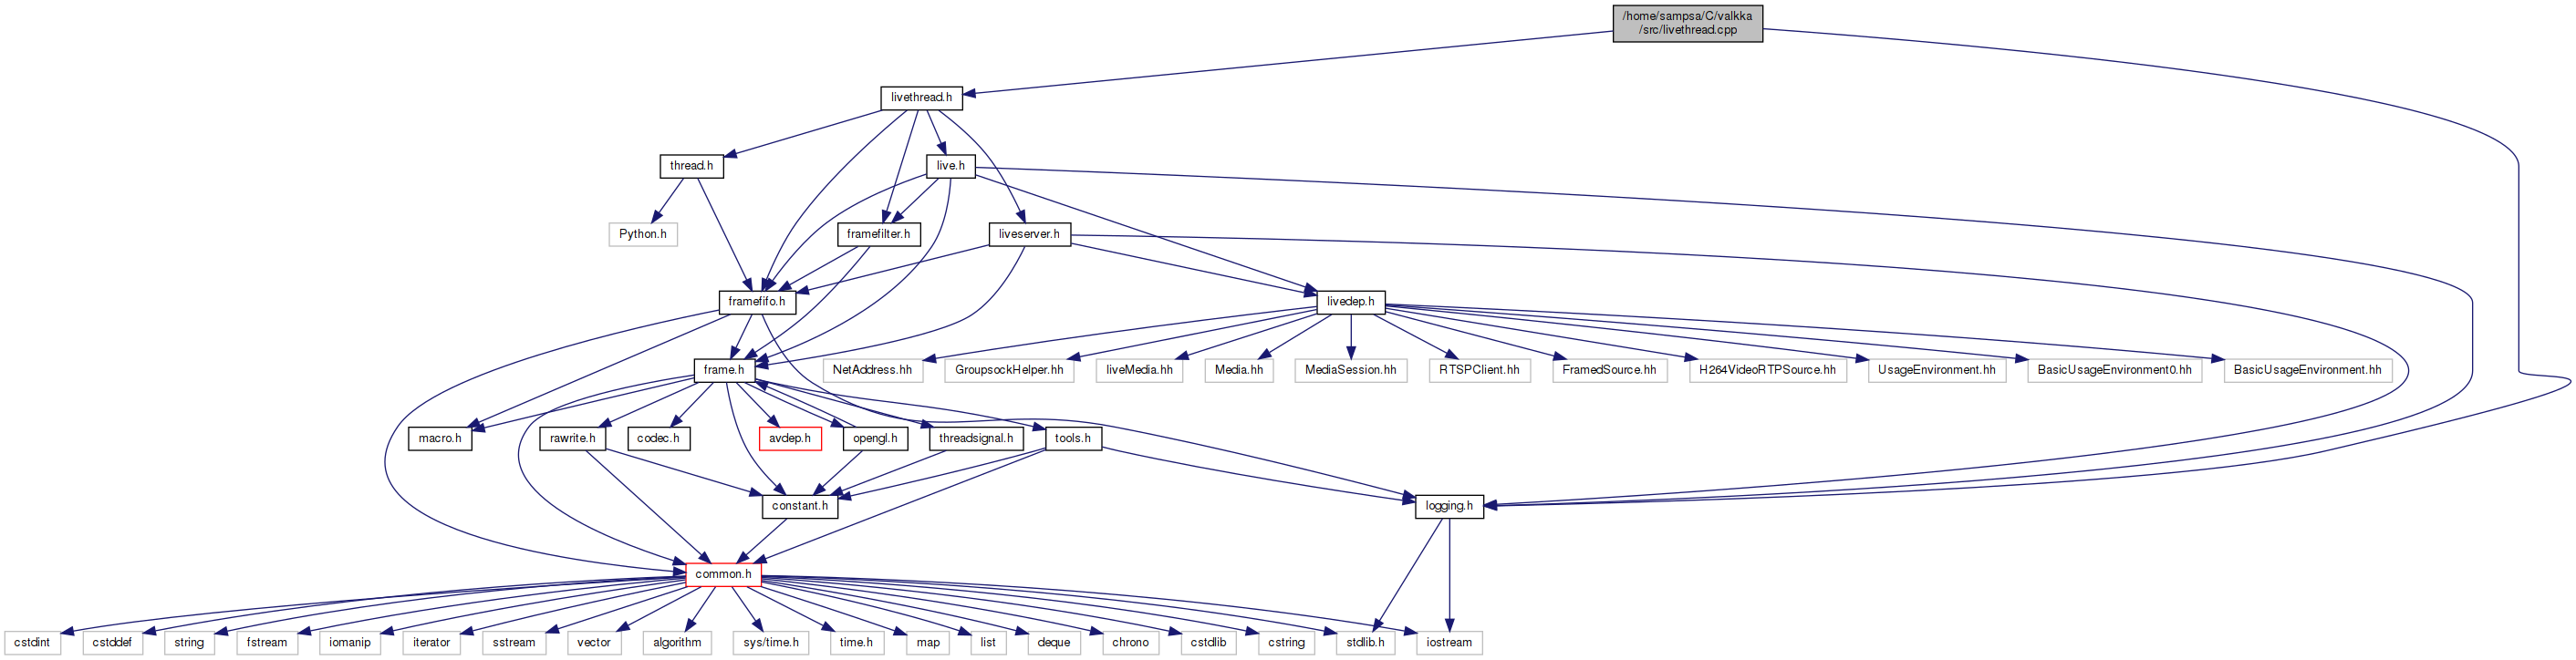 /home/sampsa/C/valkka
/src/livethread.cpp
livethread.h
thread.h
live.h
Python.h
framefilter.h
liveserver.h
framefifo.h
livedep.h
frame.h
NetAddress.hh
GroupsockHelper.hh
liveMedia.hh
Media.hh
MediaSession.hh
RTSPClient.hh
FramedSource.hh
H264VideoRTPSource.hh
UsageEnvironment.hh
BasicUsageEnvironment0.hh
BasicUsageEnvironment.hh
macro.h
rawrite.h
codec.h
avdep.h
opengl.h
threadsignal.h
tools.h
constant.h
logging.h
common.h
cstdint
cstddef
string
fstream
iomanip
iterator
sstream
vector
algorithm
sys/time.h
time.h
map
list
deque
chrono
cstdlib
cstring
stdlib.h
iostream